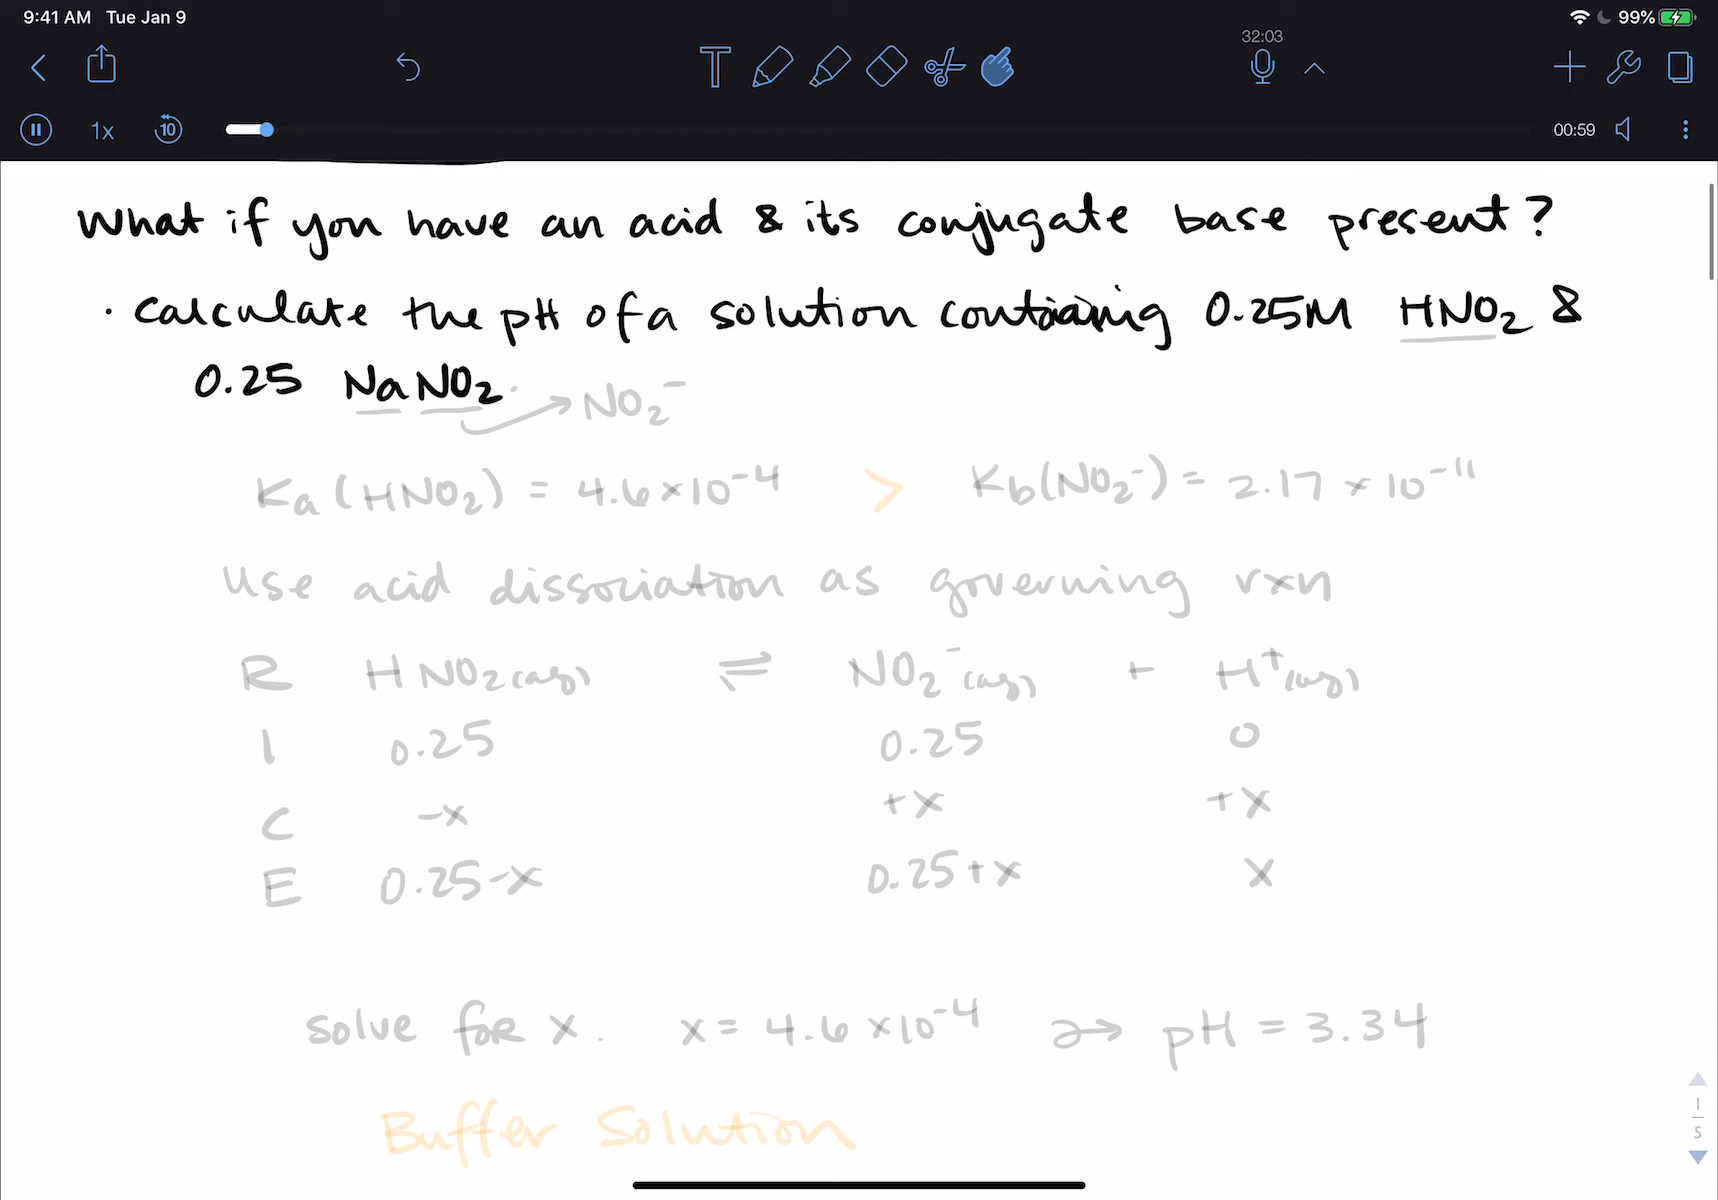 9:41 AM Tue Jan 9
99%
32:03
T
1x
10
00:59
What if you have an acid & its conjugate base present?
· Calculate the pH of a solution containing 0.25M HNO₂ &
0.25 NaNO₂. → NO₂⁻
Ka (HNO₂) = 4.6 × 10⁻⁴ > Kb(NO₂⁻) = 2.17 × 10⁻¹¹
Use acid dissociation as governing rxn
R HNO₂(aq) ⇌ NO₂⁻(aq) + H⁺(aq)
I 0.25 0.25 0
C -x +x +x
E 0.25-x 0.25+x x
solve for x. x = 4.6 × 10⁻⁴ → pH = 3.34
Buffer Solution
1
5